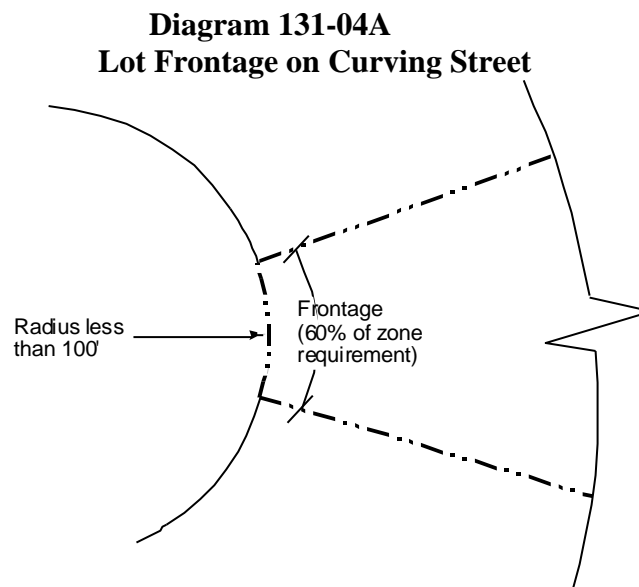 Diagram 131-04A
Lot Frontage on Curving Street
Radius less
than 100'
Frontage
(60% of zone
requirement)